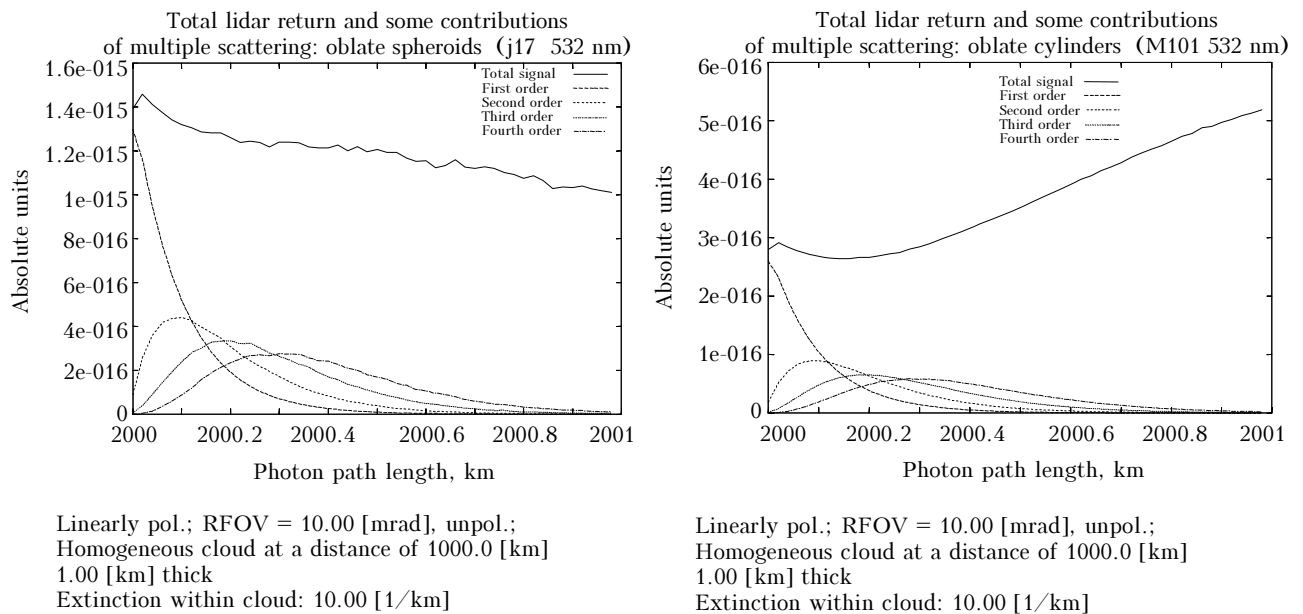 Total lidar return and some contributions
of multiple scattering: oblate spheroids (j17 532 nm)
1.6e-015
1.4e-015
1.2e-015
1e-015
8e-016
6e-016
4e-016
2e-016
0
Absolute units
Total signal
First order
Second order
Third order
Fourth order
2000 2000.2 2000.4 2000.6 2000.8 2001
Photon path length, km
Linearly pol.; RFOV = 10.00 [mrad], unpol.;
Homogeneous cloud at a distance of 1000.0 [km]
1.00 [km] thick
Extinction within cloud: 10.00 [1/km]
Total lidar return and some contributions
of multiple scattering: oblate cylinders (M101 532 nm)
6e-016
5e-016
4e-016
3e-016
2e-016
1e-016
0
Absolute units
Total signal
First order
Second order
Third order
Fourth order
2000 2000.2 2000.4 2000.6 2000.8 2001
Photon path length, km
Linearly pol.; RFOV = 10.00 [mrad], unpol.;
Homogeneous cloud at a distance of 1000.0 [km]
1.00 [km] thick
Extinction within cloud: 10.00 [1/km]